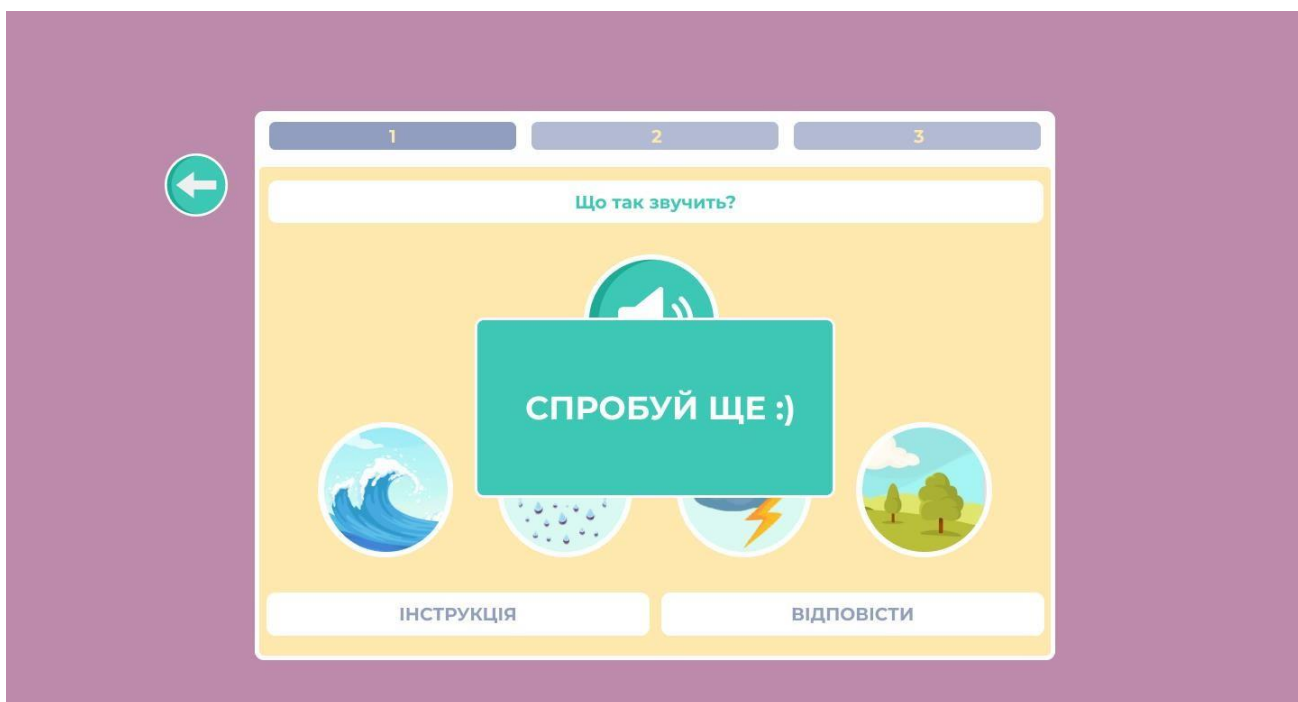 1
2
3
Що так звучить?
СПРОБУЙ ЩЕ :)
ІНСТРУКЦІЯ
ВІДПОВІСТИ